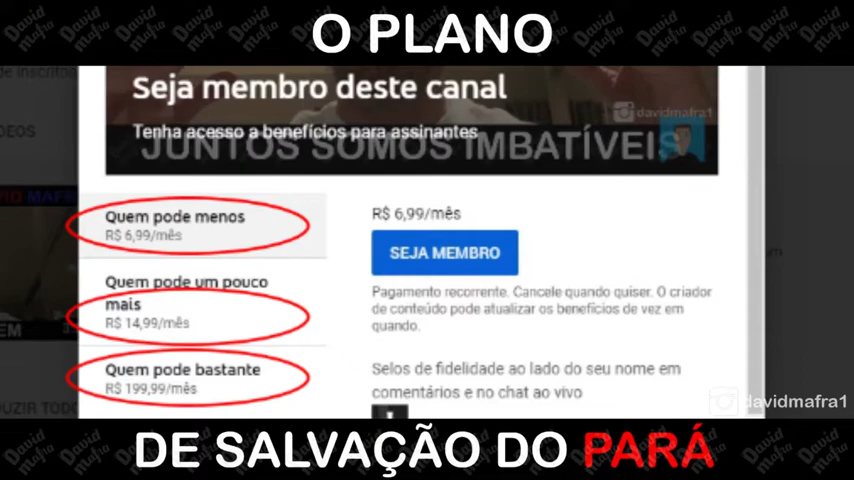 O PLANO
Seja membro deste canal
davidmafra1
Tenha acesso a benefícios para assinantes
JUNTOS SOMOS IMBATÍVEIS
Quem pode menos
R$ 6,99/mês
Quem pode um pouco
mais
R$ 14,99/mês
Quem pode bastante
R$ 199,99/mês
R$ 6,99/mês
SEJA MEMBRO
Pagamento recorrente. Cancele quando quiser. O criador
de conteúdo pode atualizar os benefícios de vez em
quando.
Selos de fidelidade ao lado do seu nome em
comentários e no chat ao vivo
davidmafra1
DE SALVAÇÃO DO PARÁ